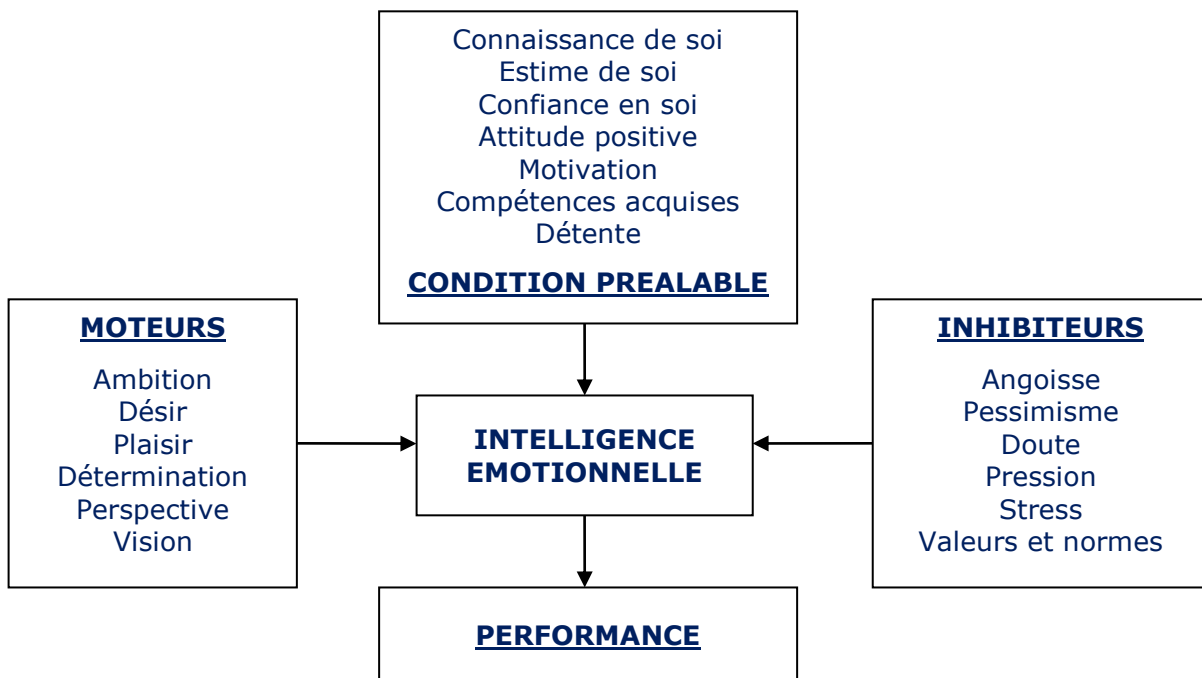 Connaissance de soi
Estime de soi
Confiance en soi
Attitude positive
Motivation
Compétences acquises
Détente
CONDITION PREALABLE
MOTEURS
Ambition
Désir
Plaisir
Détermination
Perspective
Vision
INTELLIGENCE
EMOTIONNELLE
INHIBITEURS
Angoisse
Pessimisme
Doute
Pression
Stress
Valeurs et normes
PERFORMANCE